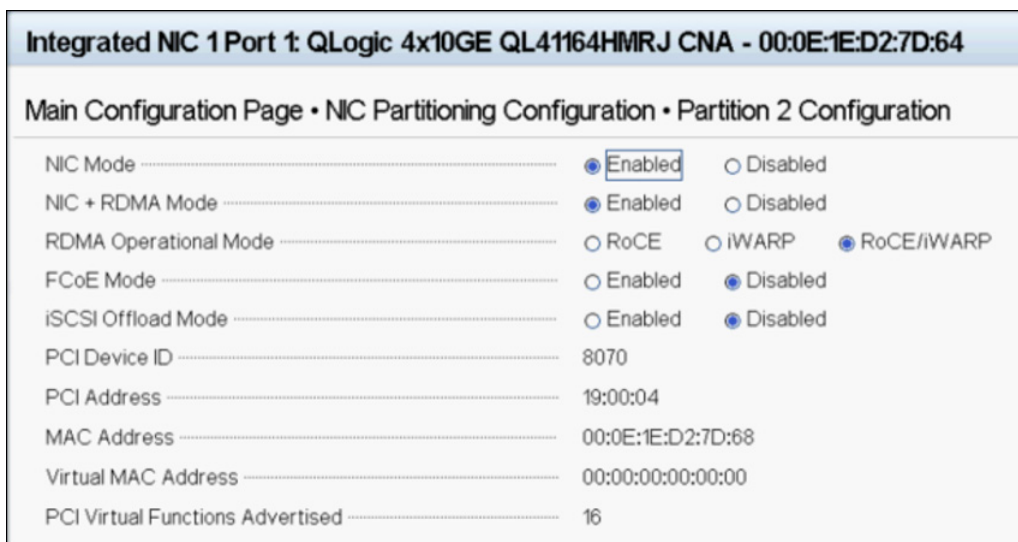 Integrated NIC 1 Port 1: QLogic 4x10GE QL41164HMRJ CNA - 00:0E:1E:D2:7D:64
Main Configuration Page • NIC Partitioning Configuration • Partition 2 Configuration
NIC Mode Enabled Disabled
NIC + RDMA Mode Enabled Disabled
RDMA Operational Mode RoCE iWARP RoCE/iWARP
FCoE Mode Enabled Disabled
iSCSI Offload Mode Enabled Disabled
PCI Device ID 8070
PCI Address 19:00:04
MAC Address 00:0E:1E:D2:7D:68
Virtual MAC Address 00:00:00:00:00:00
PCI Virtual Functions Advertised 16